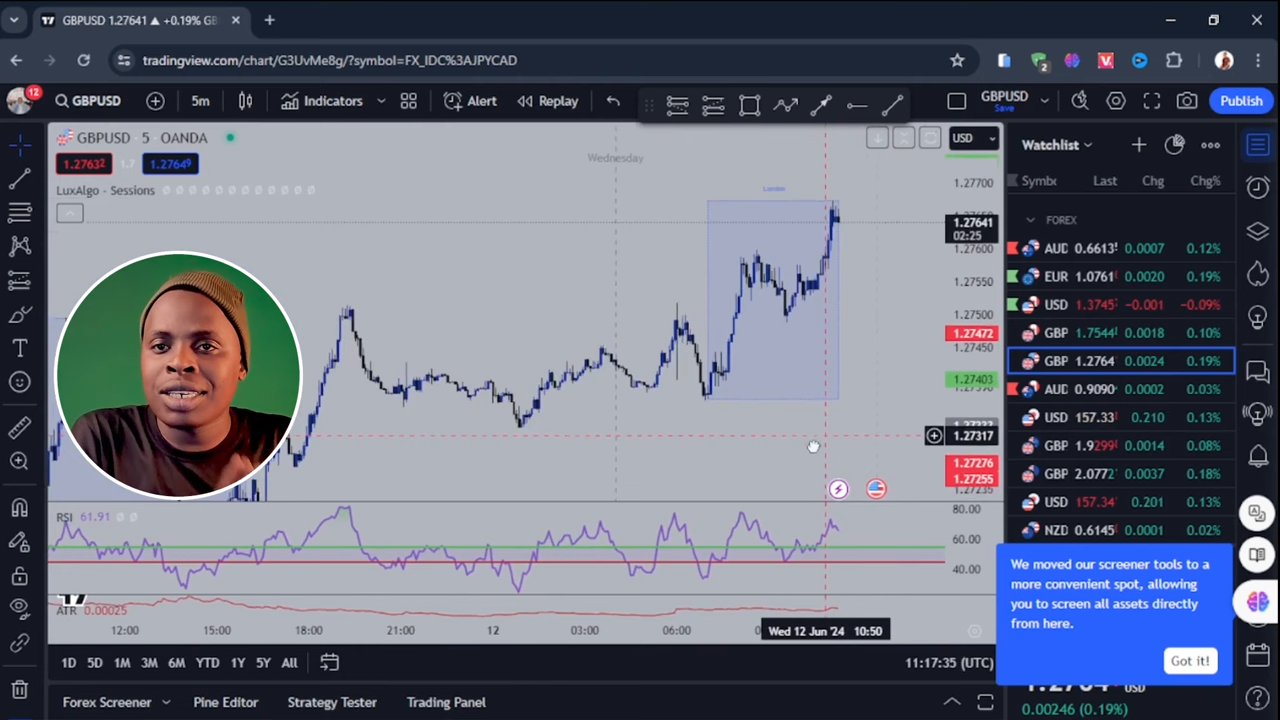 GBPUSD 1.27641 ▲ +0.19% GB
tradingview.com/chart/G3UvMe8g/?symbol=FX_IDC%3AJPYCAD
2
12
GBPUSD
5m
Indicators
Alert
Replay
GBPUSD
Save
Publish
GBPUSD · 5 · OANDA
1.27632
1.7
1.27649
LuxAlgo - Sessions
Wednesday
London
USD
1.27700
1.27641
02:25
1.27600
1.27550
1.27500
1.27472
1.27450
1.27403
1.27317
1.27276
1.27255
1.27235
RSI 61.91
80.00
60.00
40.00
ATR 0.00025
12:00
15:00
18:00
21:00
12
03:00
06:00
Wed 12 Jun '24 10:50
1D 5D 1M 3M 6M YTD 1Y 5Y All
11:17:35 (UTC)
Forex Screener
Pine Editor
Strategy Tester
Trading Panel
Watchlist
Symbc Last Chg Chg%
FOREX
AUD 0.6613 0.0007 0.12%
EUR 1.0761 0.0020 0.19%
USD 1.3745 −0.001 −0.09%
GBP 1.7544 0.0018 0.10%
GBP 1.2764 0.0024 0.19%
AUD 0.9090 0.0002 0.03%
USD 157.33 0.210 0.13%
GBP 1.9299 0.0014 0.08%
GBP 2.0772 0.0037 0.18%
USD 157.34 0.201 0.13%
NZD 0.6145 0.0001 0.02%
We moved our screener tools to a
more convenient spot, allowing
you to screen all assets directly
from here.
Got it!
USD
0.00246 (0.19%)